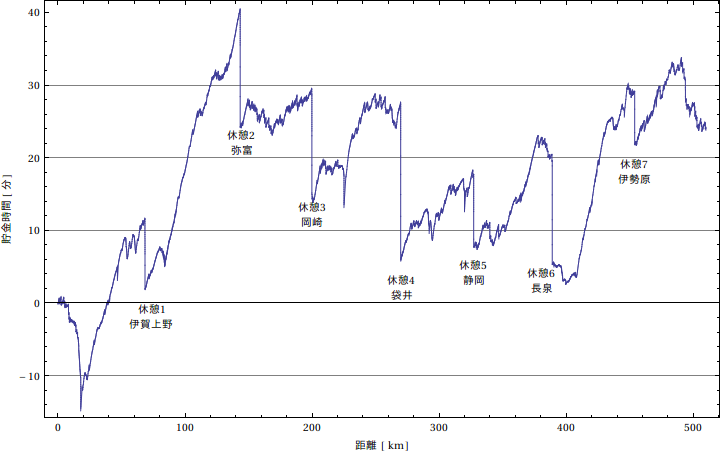 40
30
20
10
0
-10
貯金時間 [ 分]
休憩1
伊賀上野
休憩2
弥富
休憩3
岡崎
休憩4
袋井
休憩5
静岡
休憩6
長泉
休憩7
伊勢原
0
100
200
300
400
500
距離 [ km]